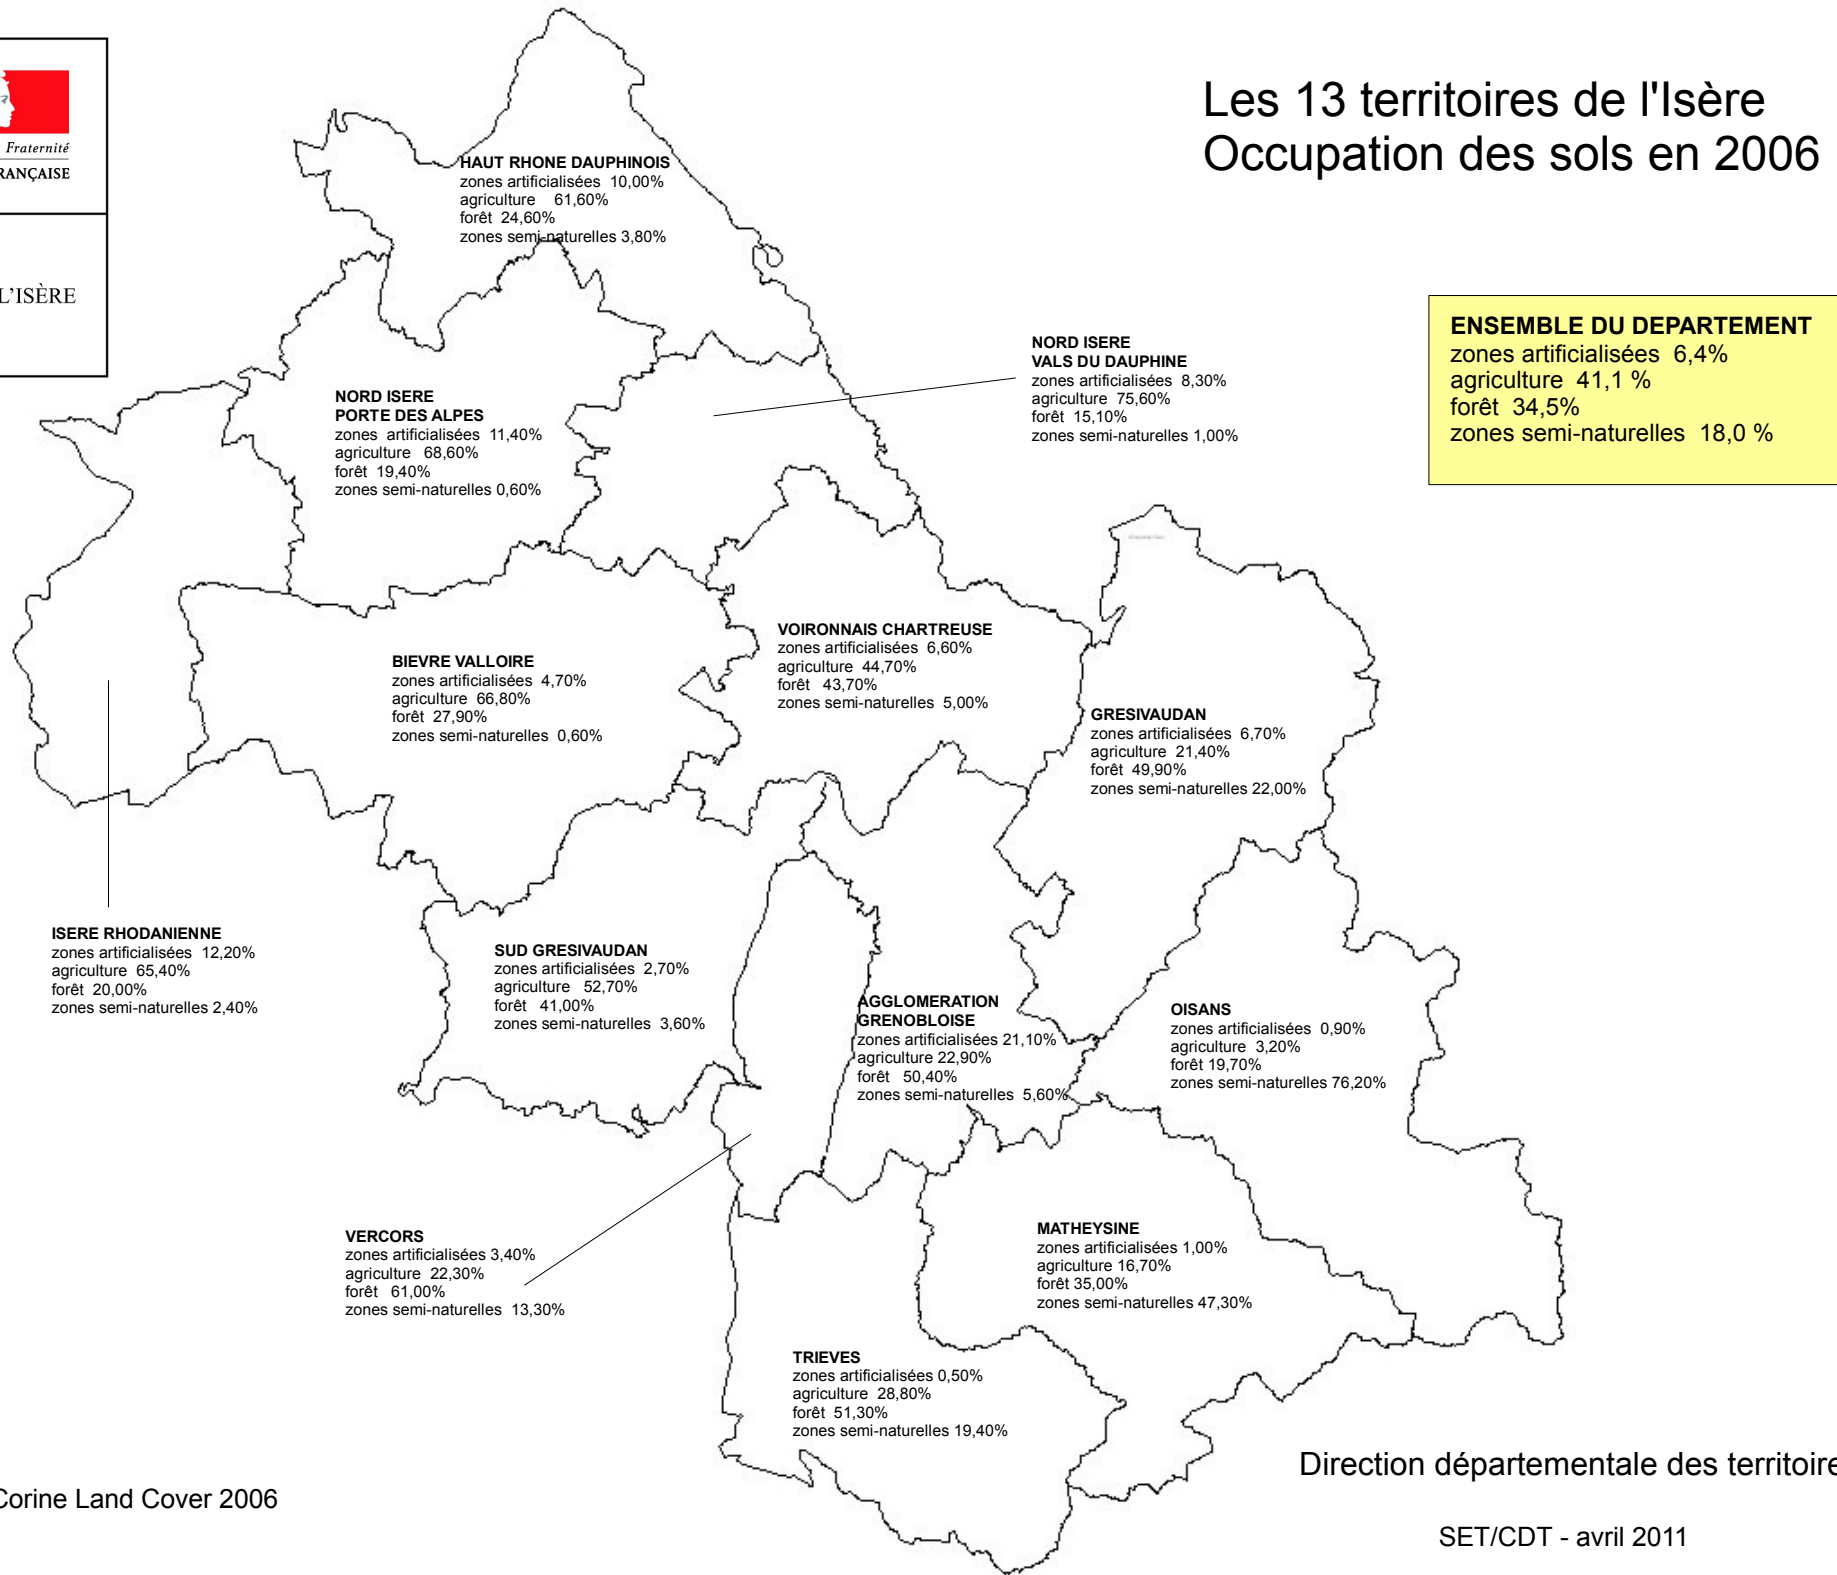 Fraternité
L'ISÈRE
Les 13 territoires de l'Isère
Occupation des sols en 2006
HAUT RHONE DAUPHINOIS
zones artificialisées 10,00%
agriculture 61,60%
forêt 24,60%
zones semi-naturelles 3,80%
NORD ISERE
VALS DU DAUPHINE
zones artificialisées 8,30%
agriculture 75,60%
forêt 15,10%
zones semi-naturelles 1,00%
ENSEMBLE DU DEPARTEMENT
zones artificialisées 6,4%
agriculture 41,1 %
forêt 34,5%
zones semi-naturelles 18,0 %
NORD ISERE
PORTE DES ALPES
zones artificialisées 11,40%
agriculture 68,60%
forêt 19,40%
zones semi-naturelles 0,60%
VOIRONNAIS CHARTREUSE
zones artificialisées 6,60%
agriculture 44,70%
forêt 43,70%
zones semi-naturelles 5,00%
BIEVRE VALLOIRE
zones artificialisées 4,70%
agriculture 66,80%
forêt 27,90%
zones semi-naturelles 0,60%
GRESIVAUDAN
zones artificialisées 6,70%
agriculture 21,40%
forêt 49,90%
zones semi-naturelles 22,00%
ISERE RHODANIENNE
zones artificialisées 12,20%
agriculture 65,40%
forêt 20,00%
zones semi-naturelles 2,40%
SUD GRESIVAUDAN
zones artificialisées 2,70%
agriculture 52,70%
forêt 41,00%
zones semi-naturelles 3,60%
AGGLOMERATION
GRENOBLOISE
zones artificialisées 21,10%
agriculture 22,90%
forêt 50,40%
zones semi-naturelles 5,60%
OISANS
zones artificialisées 0,90%
agriculture 3,20%
forêt 19,70%
zones semi-naturelles 76,20%
VERCORS
zones artificialisées 3,40%
agriculture 22,30%
forêt 61,00%
zones semi-naturelles 13,30%
MATHEYSINE
zones artificialisées 1,00%
agriculture 16,70%
forêt 35,00%
zones semi-naturelles 47,30%
TRIEVES
zones artificialisées 0,50%
agriculture 28,80%
forêt 51,30%
zones semi-naturelles 19,40%
Corine Land Cover 2006
Direction départementale des territoire
SET/CDT - avril 2011